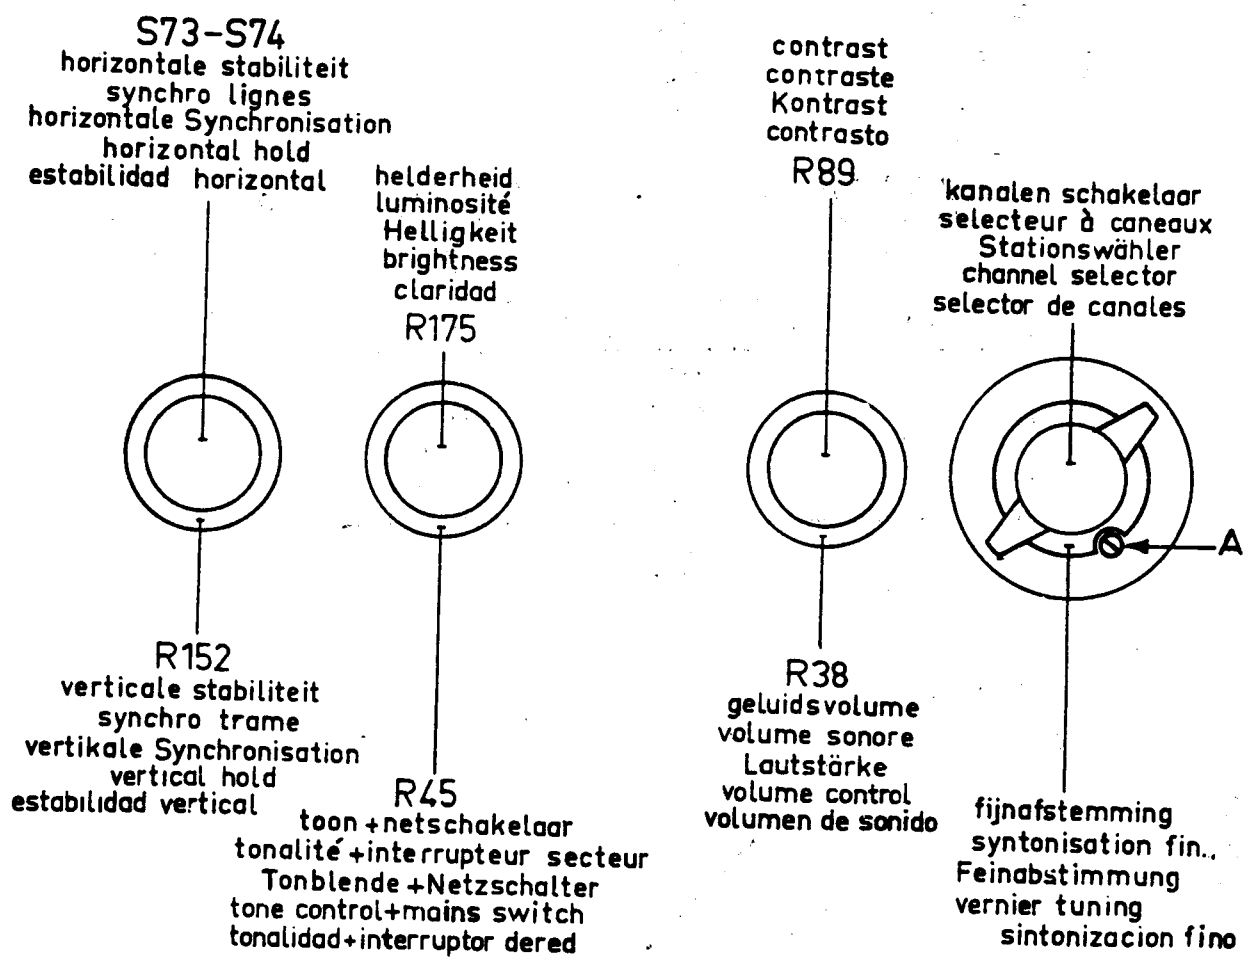 S73-S74
horizontale stabiliteit
synchro lignes
horizontale Synchronisation
horizontal hold
estabilidad horizontal
helderheid
luminosité
Helligkeit
brightness
claridad
R175
contrast
contraste
Kontrast
contrasto
R89
kanalen schakelaar
selecteur à caneaux
Stationswähler
channel selector
selector de canales
A
R152
verticale stabiliteit
synchro trame
vertikale Synchronisation
vertical hold
estabilidad vertical
R45
toon+netschakelaar
tonalité+interrupteur secteur
Tonblende+Netzschalter
tone control+mains switch
tonalidad+interruptor dered
R38
geluidsvolume
volume sonore
Lautstärke
volume control
volumen de sonido
fijnafstemming
syntonisation fin..
Feinabstimmung
vernier tuning
sintonizacion fino